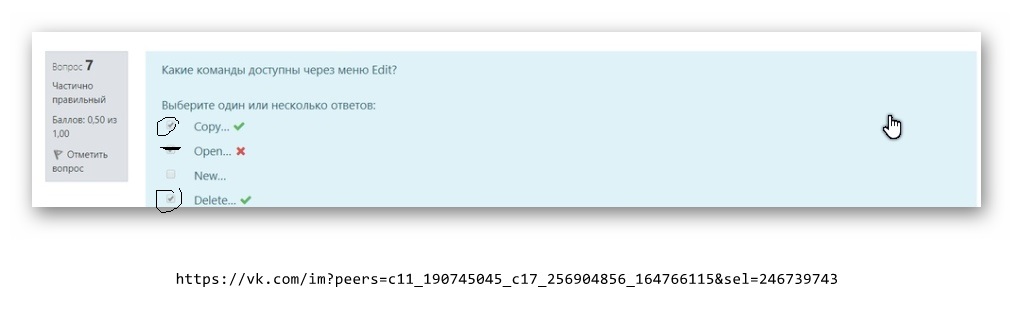 Вопрос 7
Частично
правильный
Баллов: 0,50 из
1,00
Отметить
вопрос
Какие команды доступны через меню Edit?
Выберите один или несколько ответов:
Copy...
Open...
New...
Delete...
https://vk.com/im?peers=c11_190745045_c17_256904856_164766115&sel=246739743